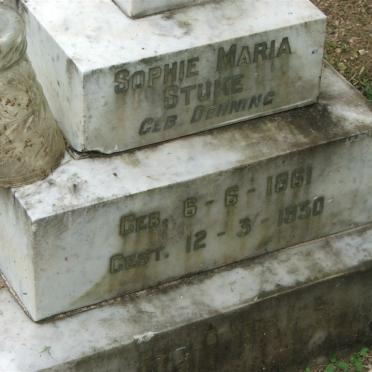 SOPHIE MARIA
STUKE
GEB. DEHNING
GEB. 6-6-1861
GEST. 12-3-1930